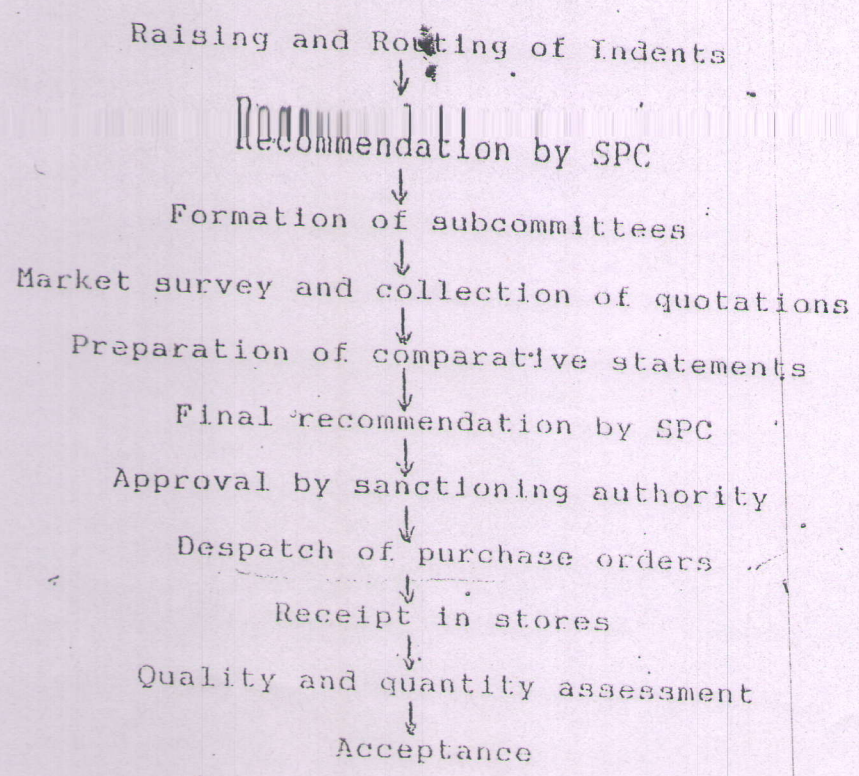 Raising and Routing of Indents
Recommendation by SPC
Formation of subcommittees
Market survey and collection of quotations
Preparation of comparative statements
Final recommendation by SPC
Approval by sanctioning authority
Despatch of purchase orders
Receipt in stores
Quality and quantity assessment
Acceptance